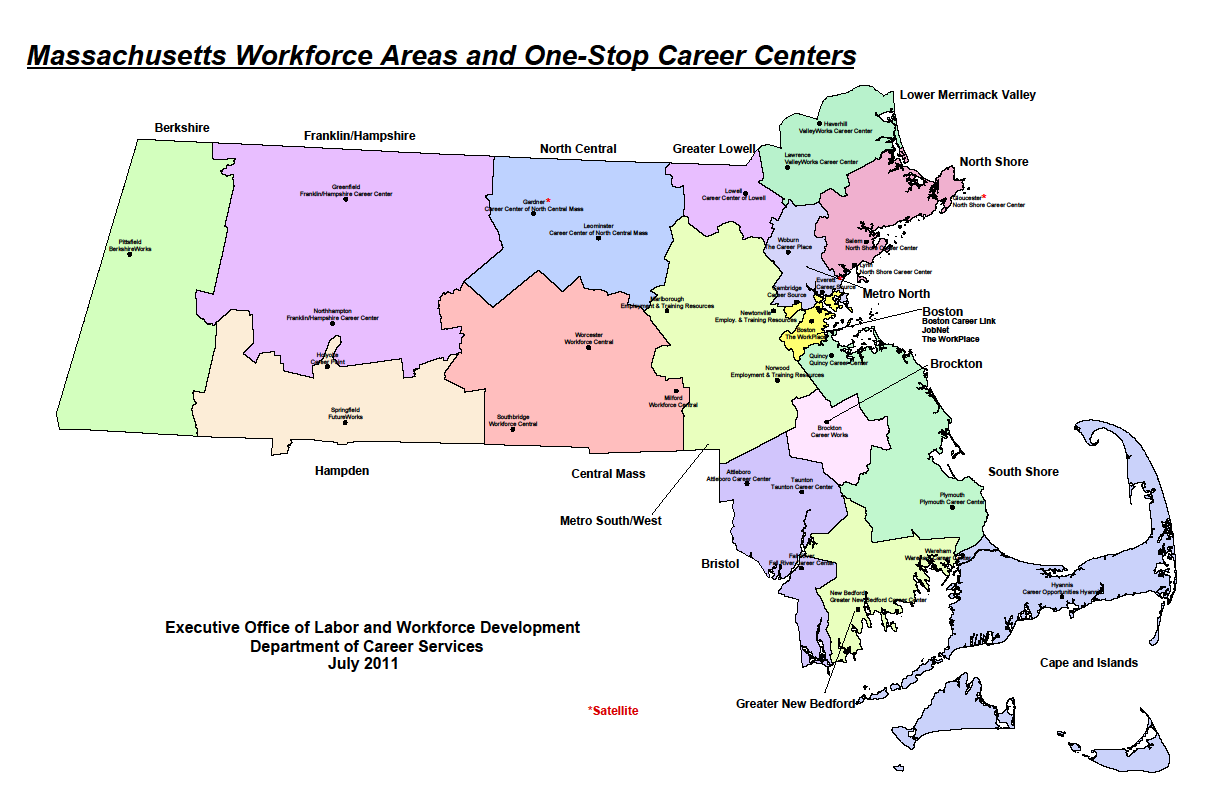 Massachusetts Workforce Areas and One-Stop Career Centers
Lower Merrimack Valley
Berkshire
Franklin/Hampshire
North Central
Greater Lowell
North Shore
Haverhill
ValleyWorks Career Center
Lawrence
ValleyWorks Career Center
Greenfield
Franklin/Hampshire Career Center
Gardner*
Career Center of North Central Mass
Lowell
Career Center of Lowell
Gloucester*
North Shore Career Center
Leominster
Career Center of North Central Mass
Pittsfield
BerkshireWorks
Woburn
The Career Place
Salem
North Shore Career Center
Lynn
North Shore Career Center
Everett
Career Source
Cambridge
Career Source
Metro North
Marlborough
Employment & Training Resources
Newtonville
Employ. & Training Resources
Boston
Boston Career Link
JobNet
The WorkPlace
Northampton
Franklin/Hampshire Career Center
Worcester
Workforce Central
Boston
The WorkPlace
Holyoke
Career Point
Quincy
Quincy Career Center
Brockton
Norwood
Employment & Training Resources
Milford
Workforce Central
Springfield
FutureWorks
Southbridge
Workforce Central
Brockton
Career Works
Hampden
Central Mass
Attleboro
Attleboro Career Center
Taunton
Taunton Career Center
South Shore
Plymouth
Plymouth Career Center
Metro South/West
Bristol
Fall River
Fall River Career Center
Wareham
Wareham Career Center
New Bedford
Greater New Bedford Career Center
Hyannis
Career Opportunities Hyannis
Executive Office of Labor and Workforce Development
Department of Career Services
July 2011
Cape and Islands
Greater New Bedford
*Satellite